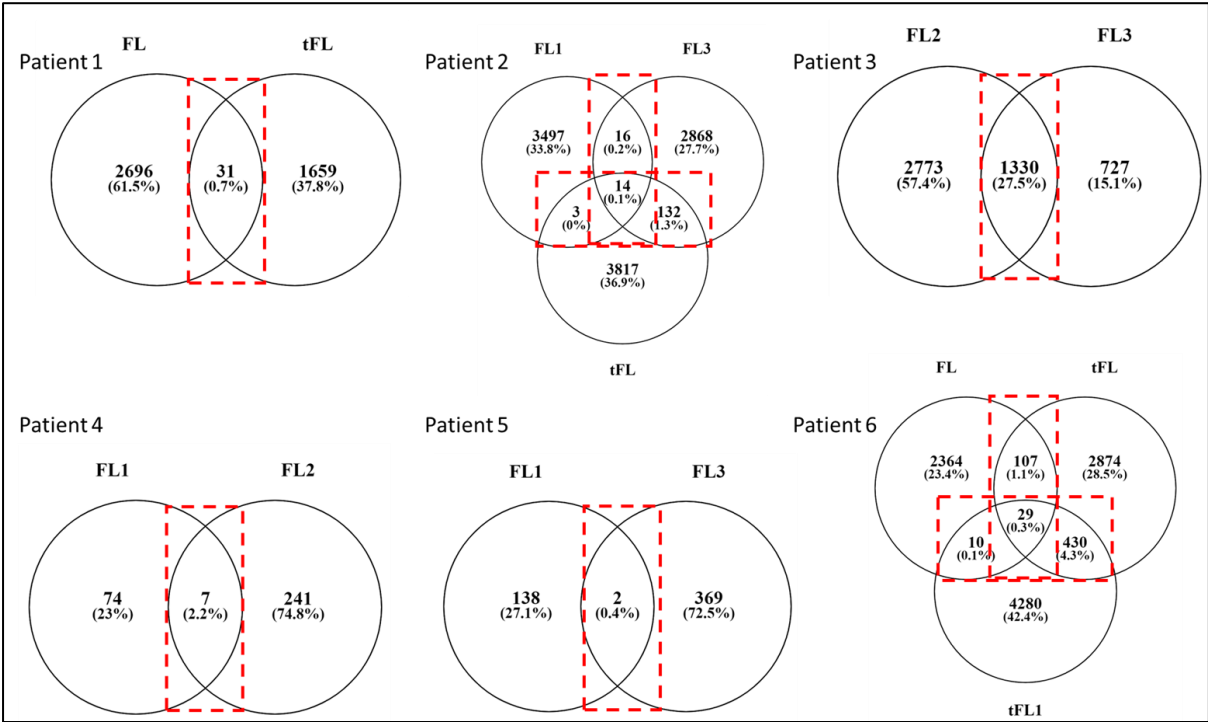 Patient 1
FL
tFL
2696
(61.5%)
31
(0.7%)
1659
(37.8%)
Patient 2
FL1
FL3
3497
(33.8%)
16
(0.2%)
2868
(27.7%)
14
(0.1%)
3
(0%)
132
(1.3%)
3817
(36.9%)
tFL
Patient 3
FL2
FL3
2773
(57.4%)
1330
(27.5%)
727
(15.1%)
Patient 4
FL1
FL2
74
(23%)
7
(2.2%)
241
(74.8%)
Patient 5
FL1
FL3
138
(27.1%)
2
(0.4%)
369
(72.5%)
Patient 6
FL
tFL
2364
(23.4%)
107
(1.1%)
2874
(28.5%)
29
(0.3%)
10
(0.1%)
430
(4.3%)
4280
(42.4%)
tFL1